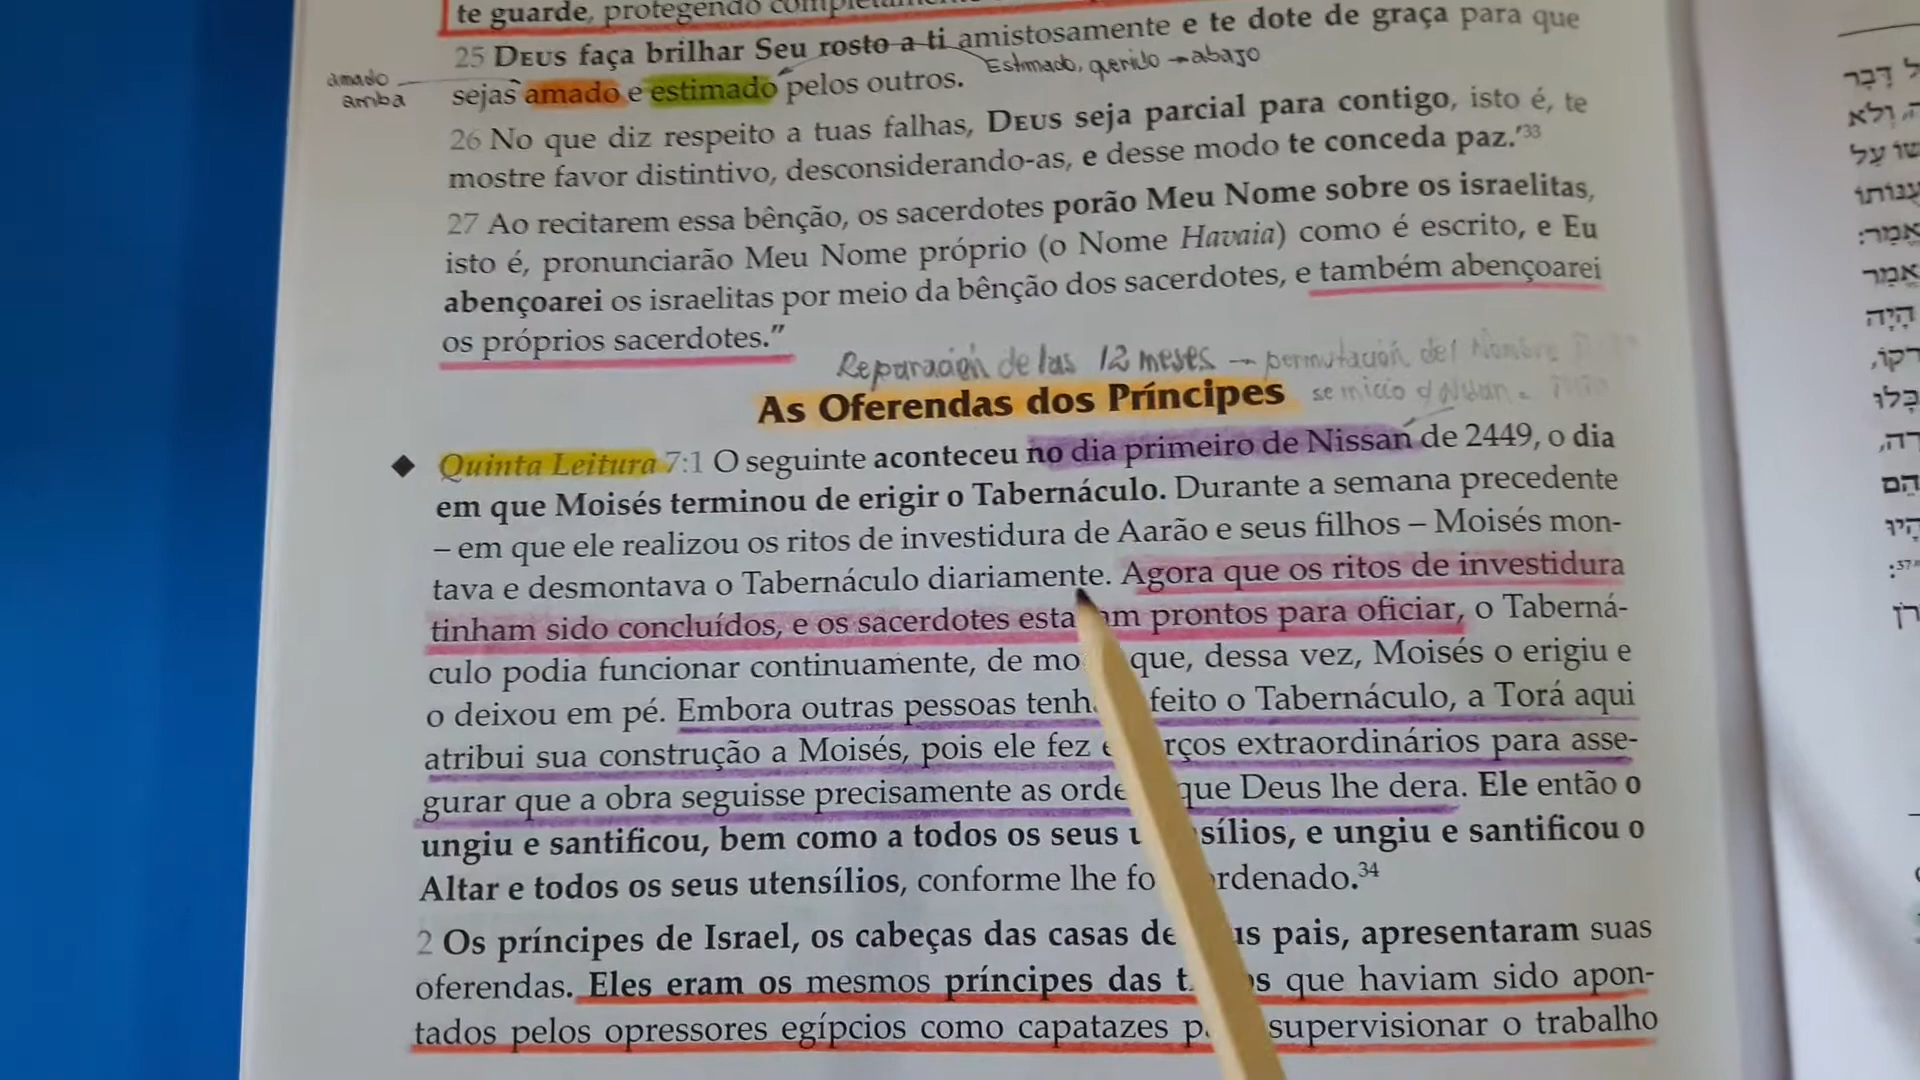 te guarde, protegendo
25 DEUS faça brilhar Seu rosto a ti amistosamente e te dote de graça para que
amado
arriba
Estimado, querido → abajo
sejas amado e estimado pelos outros.
26 No que diz respeito a tuas falhas, DEUS seja parcial para contigo, isto é, te
mostre favor distintivo, desconsiderando-as, e desse modo te conceda paz.'33
27 Ao recitarem essa bênção, os sacerdotes porão Meu Nome sobre os israelitas,
isto é, pronunciarão Meu Nome próprio (o Nome Havaia) como é escrito, e Eu
abençoarei os israelitas por meio da bênção dos sacerdotes, e também abençoarei
os próprios sacerdotes."
Reparación de las 12 meses → permutación del Nombre
As Oferendas dos Príncipes
◆ Quinta Leitura 7:1 O seguinte aconteceu no dia primeiro de Nissan de 2449, o dia
em que Moisés terminou de erigir o Tabernáculo. Durante a semana precedente
– em que ele realizou os ritos de investidura de Aarão e seus filhos – Moisés mon-
tava e desmontava o Tabernáculo diariamente. Agora que os ritos de investidura
tinham sido concluídos, e os sacerdotes esta am prontos para oficiar, o Taberná-
culo podia funcionar continuamente, de mo que, dessa vez, Moisés o erigiu e
o deixou em pé. Embora outras pessoas tenh feito o Tabernáculo, a Torá aqui
atribui sua construção a Moisés, pois ele fez e rços extraordinários para asse-
gurar que a obra seguisse precisamente as orde que Deus lhe dera. Ele então o
ungiu e santificou, bem como a todos os seus u sílios, e ungiu e santificou o
Altar e todos os seus utensílios, conforme lhe fo rdenado.34
2 Os príncipes de Israel, os cabeças das casas de us pais, apresentaram suas
oferendas. Eles eram os mesmos príncipes das t s que haviam sido apon-
tados pelos opressores egípcios como capatazes p supervisionar o trabalho
ל דָּבָר
שׂוֹ עַל
הָיָה